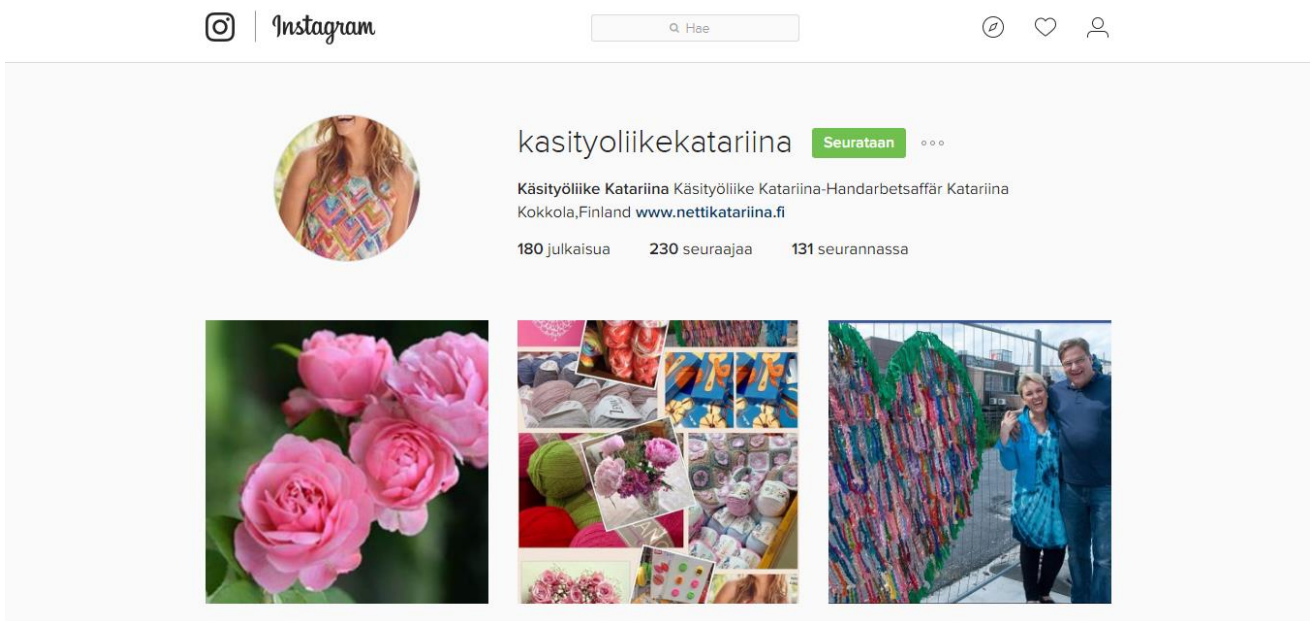 Instagram
Hae
kasityoliikekatariina Seurataan
Käsityöliike Katariina Käsityöliike Katariina-Handarbetsaffär Katariina
Kokkola,Finland www.nettikatariina.fi
180 julkaisua 230 seuraajaa 131 seurannassa